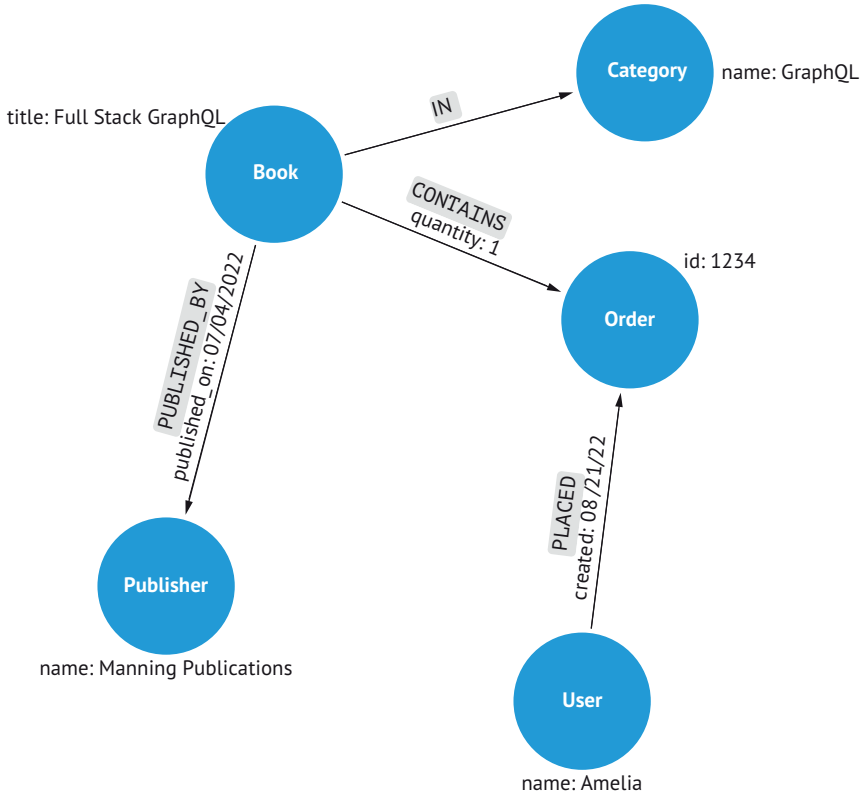 Category
name: GraphQL
IN
title: Full Stack GraphQL
Book
CONTAINS
quantity: 1
id: 1234
Order
PUBLISHED_BY
published_on: 07/04/2022
PLACED
created: 08/21/22
Publisher
name: Manning Publications
User
name: Amelia